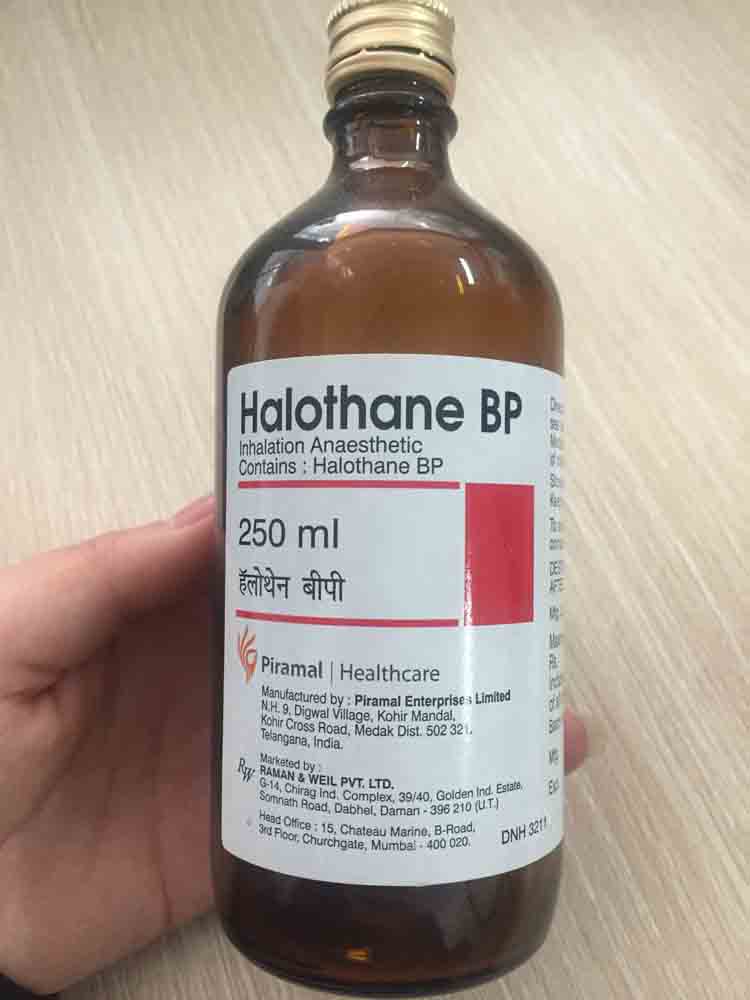 Halothane BP
Inhalation Anaesthetic
Contains : Halothane BP
250 ml
हॅलोथेन बीपी
Piramal | Healthcare
Manufactured by : Piramal Enterprises Limited
N.H. 9, Digwal Village, Kohir Mandal,
Kohir Cross Road, Medak Dist. 502 321,
Telangana, India.
Marketed by :
RW
RAMAN & WEIL PVT. LTD.
G-14, Chirag Ind. Complex, 39/40, Golden Ind. Estate,
Somnath Road, Dabhel, Daman - 396 210 (U.T.)
Head Office : 15, Chateau Marine, B-Road,
3rd Floor, Churchgate, Mumbai - 400 020.
DNH 3211